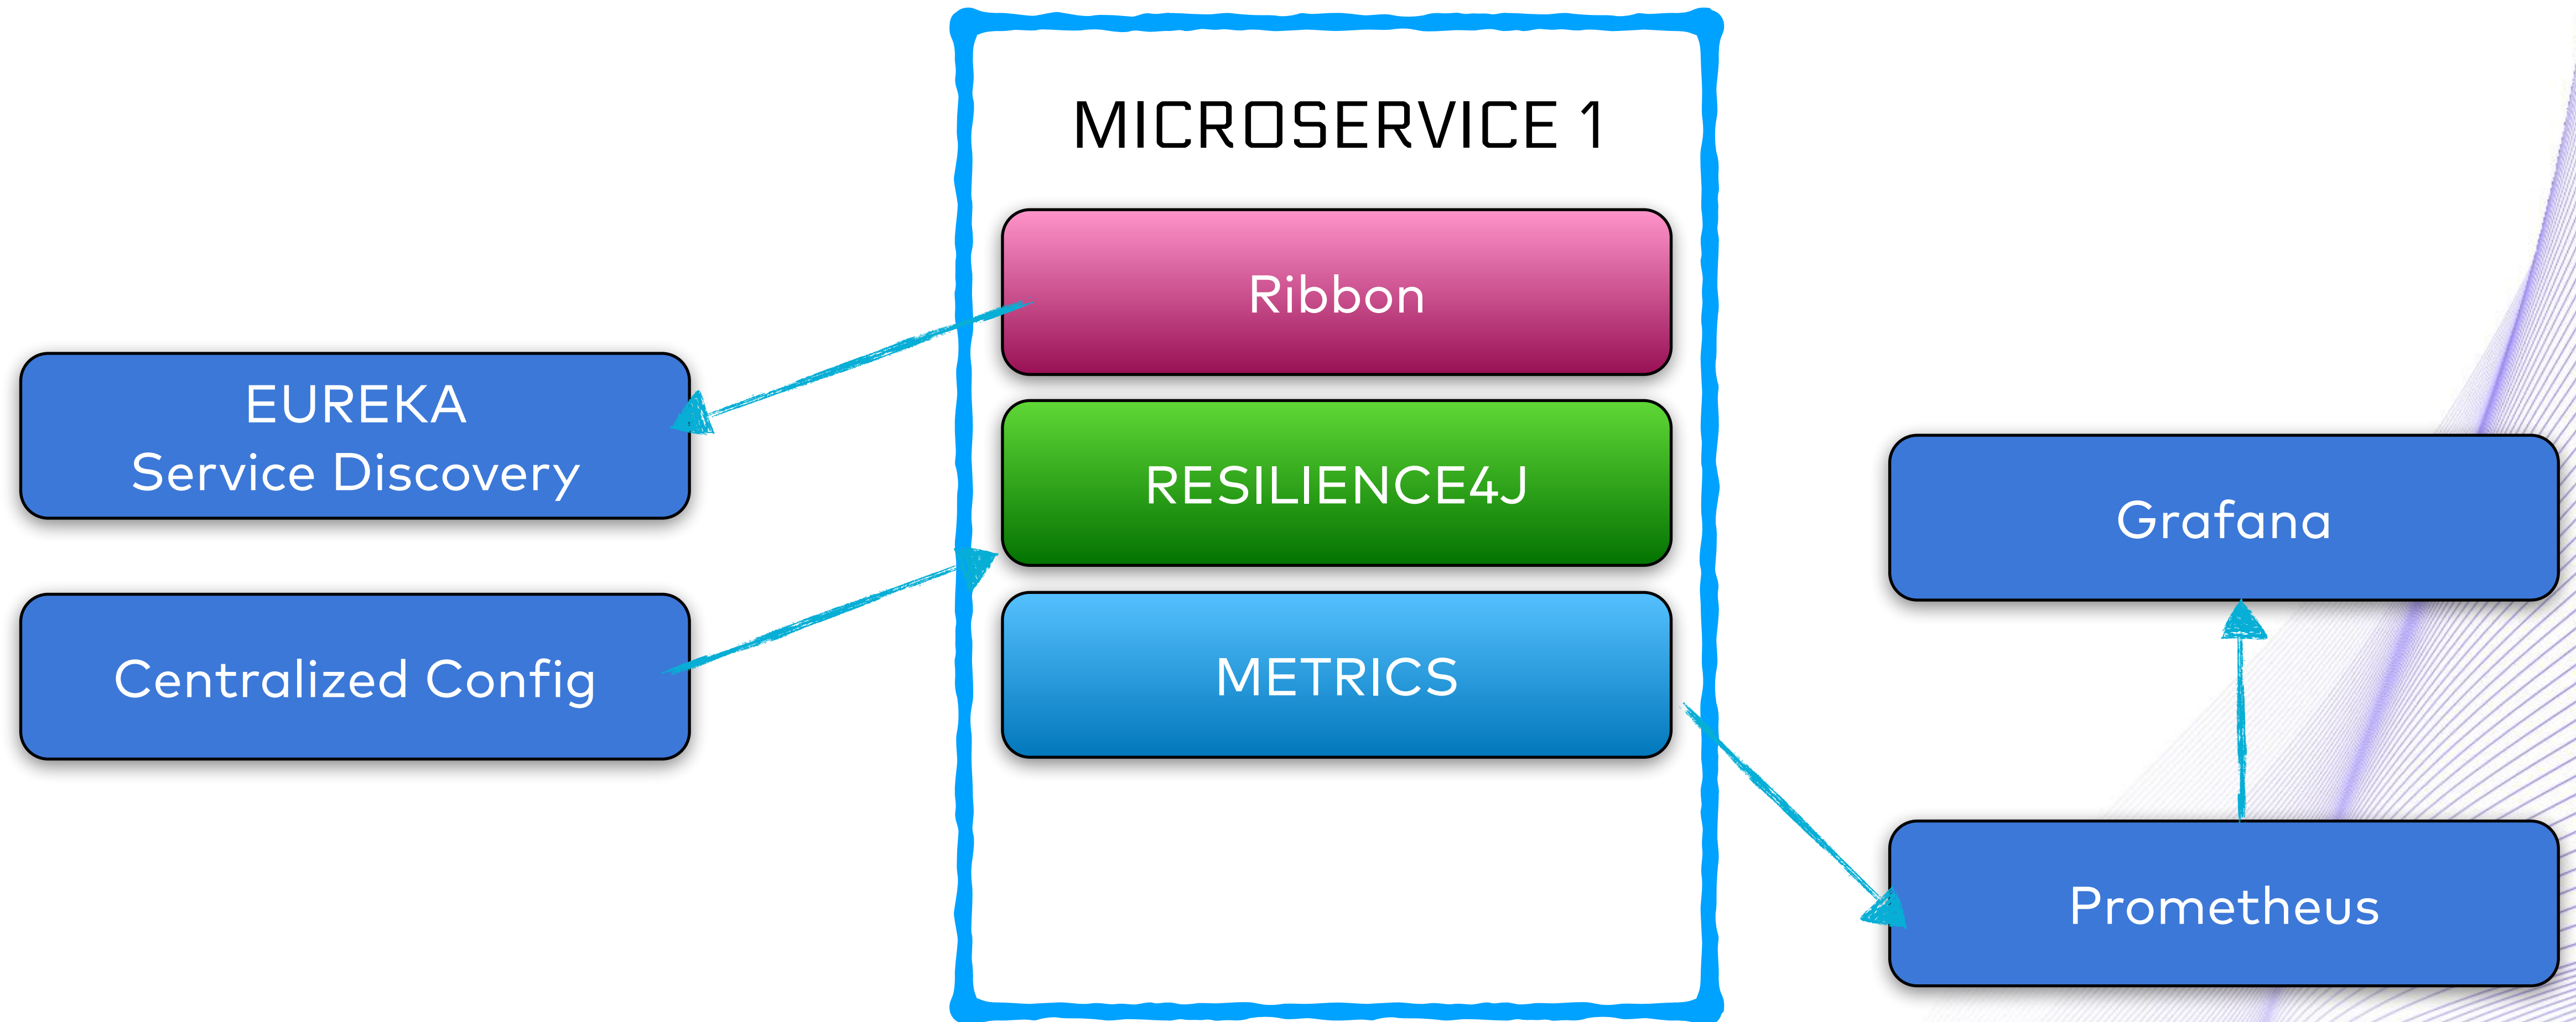 MICROSERVICE 1
Ribbon
EUREKA
Service Discovery
RESILIENCE4J
Grafana
Centralized Config
METRICS
Prometheus